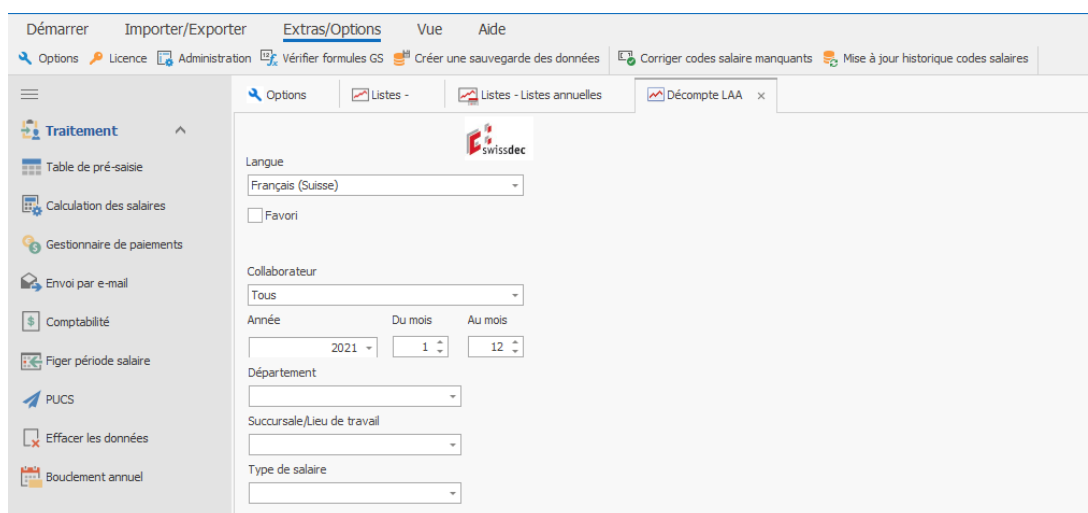 Démarrer Importer/Exporter Extras/Options Vue Aide
Options Licence Administration Vérifier formules GS Créer une sauvegarde des données Corriger codes salaire manquants Mise à jour historique codes salaires
Options Listes - Listes - Listes annuelles Décompte LAA ×
Traitement
Table de pré-saisie
Calculation des salaires
Gestionnaire de paiements
Envoi par e-mail
Comptabilité
Figer période salaire
PUCS
Effacer les données
Bouclement annuel
swissdec
Langue
Français (Suisse)
Favori
Collaborateur
Tous
Année Du mois Au mois
2021 1 12
Département
Succursale/Lieu de travail
Type de salaire